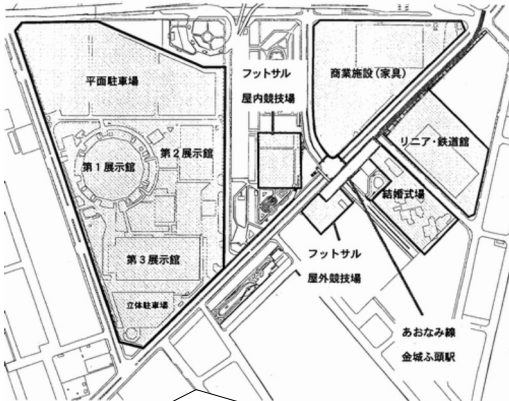 平面駐車場
フットサル
屋内競技場
商業施設（家具）
リニア・鉄道館
第１展示館
第２展示館
結婚式場
第３展示館
フットサル
屋外競技場
立体駐車場
あおなみ線
金城ふ頭駅